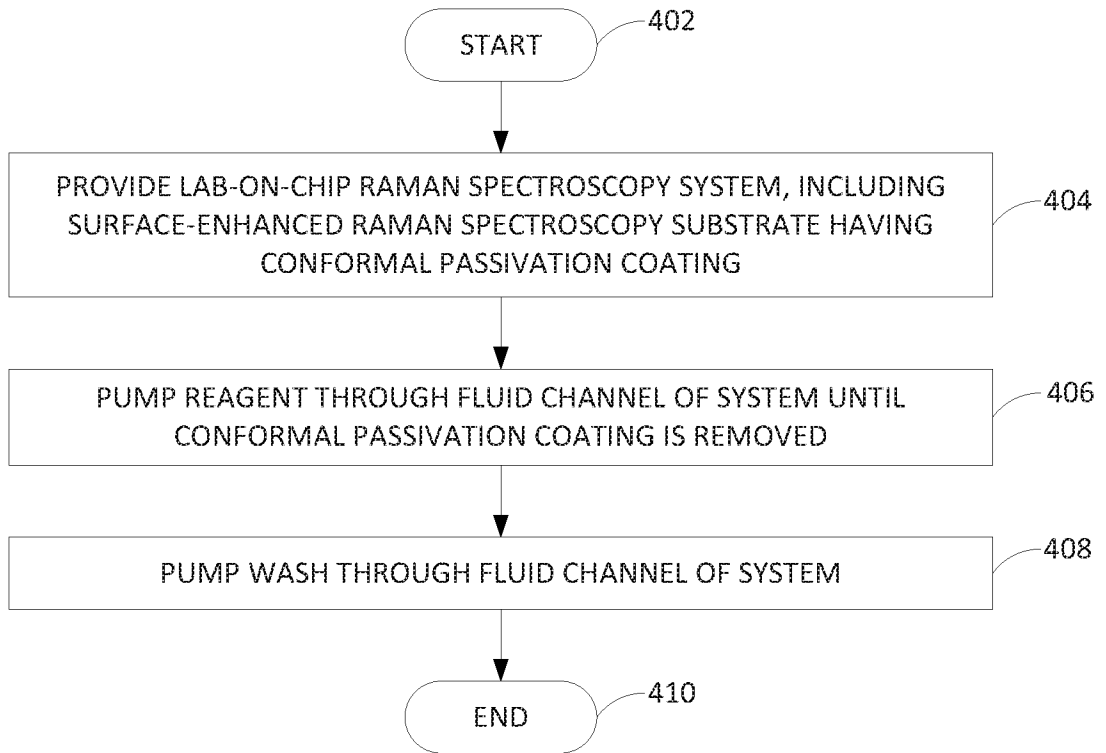 START
402
PROVIDE LAB-ON-CHIP RAMAN SPECTROSCOPY SYSTEM, INCLUDING
SURFACE-ENHANCED RAMAN SPECTROSCOPY SUBSTRATE HAVING
CONFORMAL PASSIVATION COATING
404
PUMP REAGENT THROUGH FLUID CHANNEL OF SYSTEM UNTIL
CONFORMAL PASSIVATION COATING IS REMOVED
406
PUMP WASH THROUGH FLUID CHANNEL OF SYSTEM
408
END
410